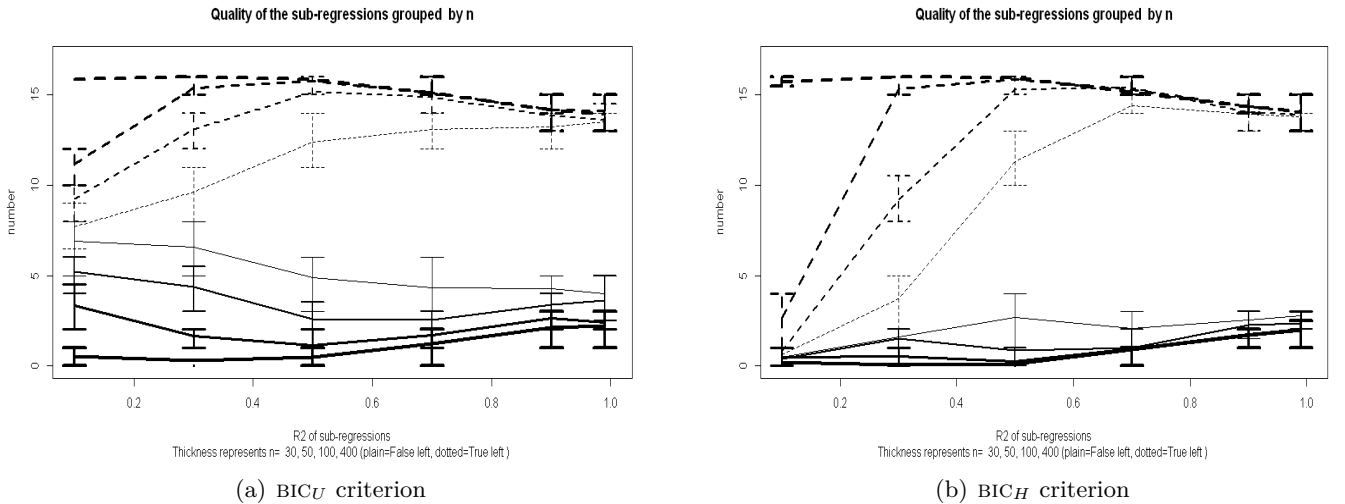 Quality of the sub-regressions grouped by n
number
15
10
5
0
0.2 0.4 0.6 0.8 1.0
R2 of sub-regressions
Thickness represents n= 30, 50, 100, 400 (plain=False left, dotted=True left )
(a) BICU criterion
Quality of the sub-regressions grouped by n
number
15
10
5
0
0.2 0.4 0.6 0.8 1.0
R2 of sub-regressions
Thickness represents n= 30, 50, 100, 400 (plain=False left, dotted=True left )
(b) BICH criterion